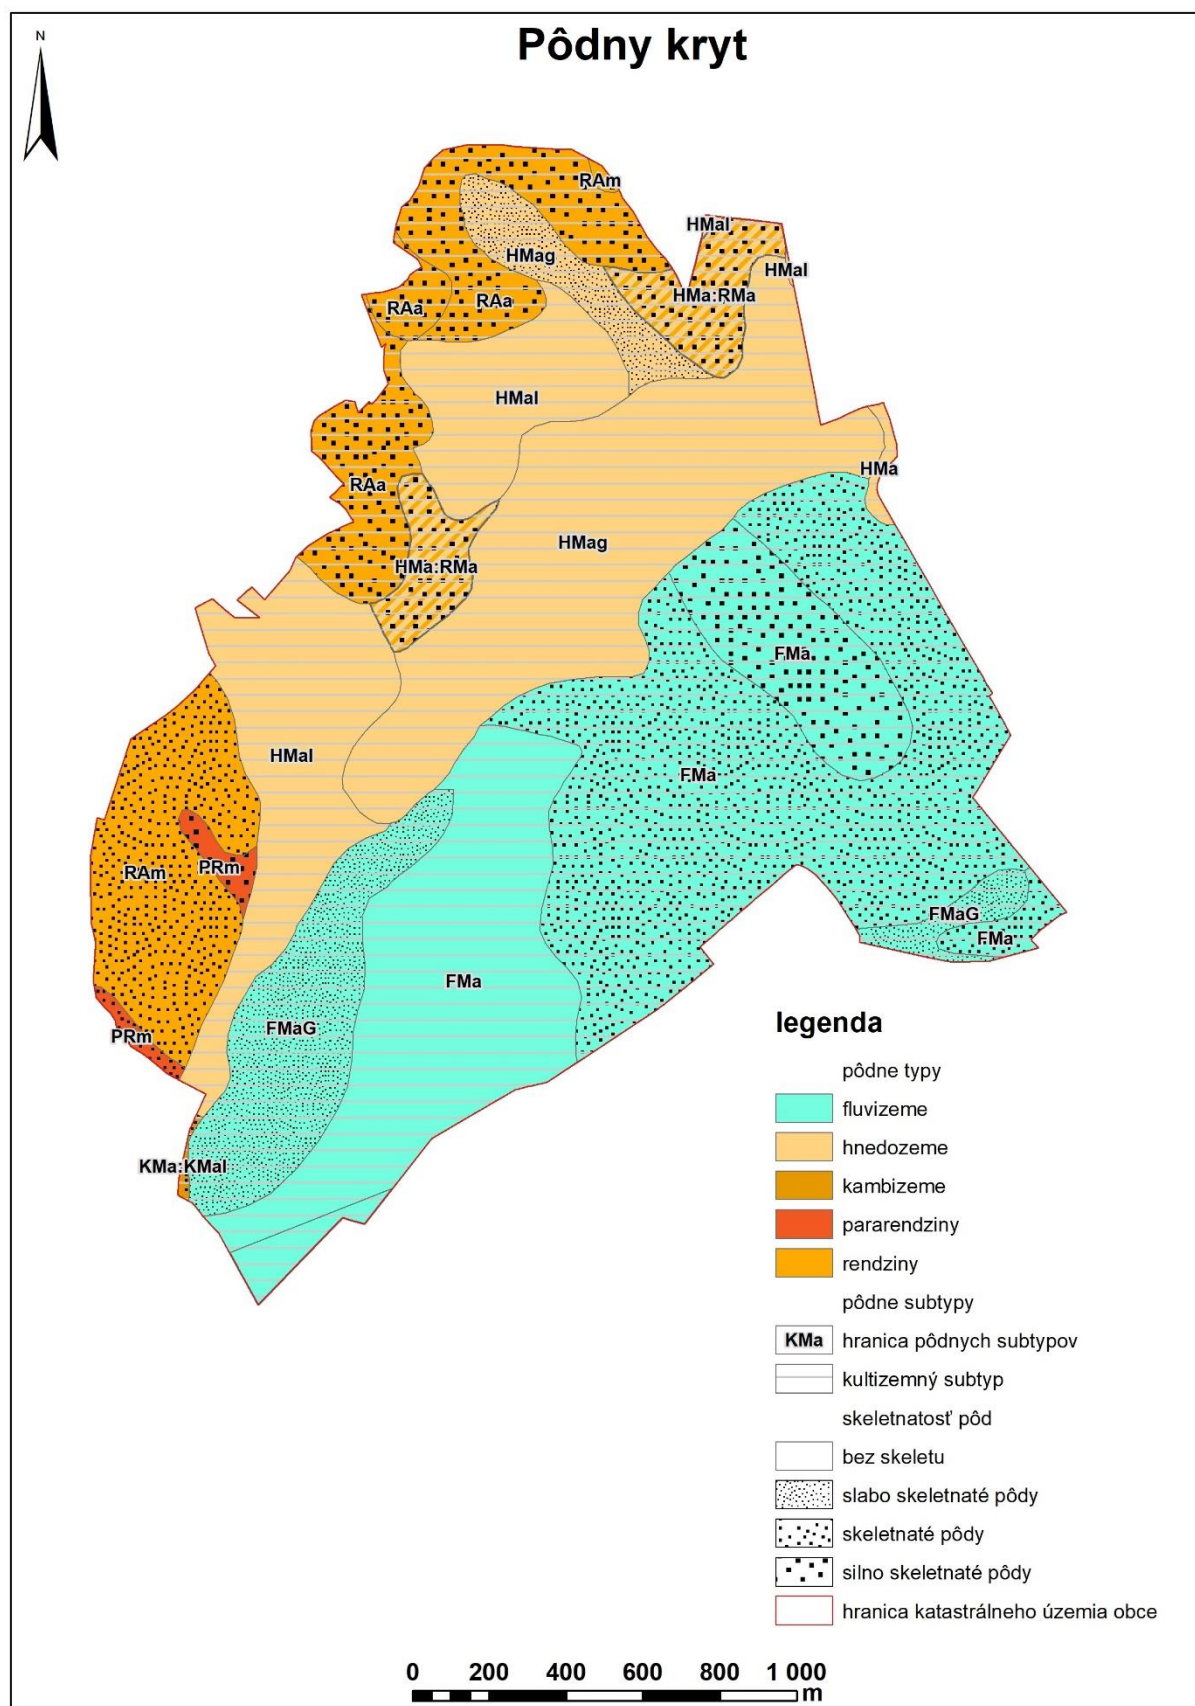 Pôdny kryt
N
RAm
HMal
HMag
HMal
HMa:RMa
RAa
RAa
HMal
HMa
RAa
HMag
HMa:RMa
FMa
HMal
FMa
PRm
RAm
FMaG
FMa
FMa
FMaG
PRm
KMa:KMal
legenda
pôdne typy
fluvizeme
hnedozeme
kambizeme
pararendziny
rendziny
pôdne subtypy
KMa hranica pôdnych subtypov
kultizemný subtyp
skeletnatosť pôd
bez skeletu
slabo skeletnaté pôdy
skeletnaté pôdy
silno skeletnaté pôdy
hranica katastrálneho územia obce
0 200 400 600 800 1 000
m